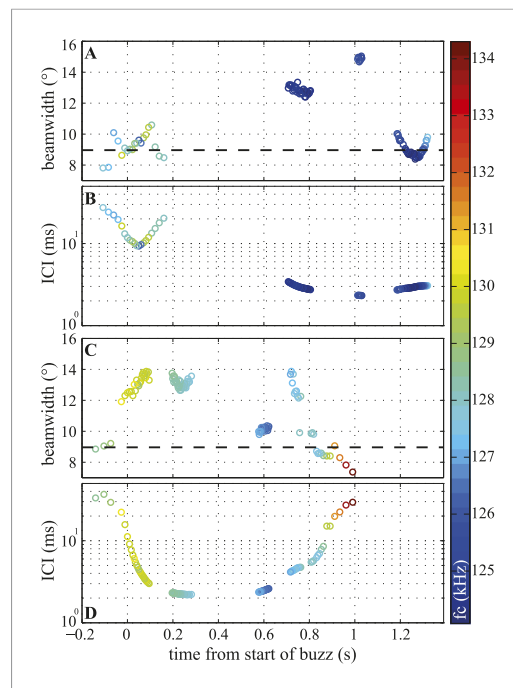 16
A
14
12
10
8
beamwidth (°)
B
10¹
10⁰
ICI (ms)
16
C
14
12
10
8
beamwidth (°)
10¹
10⁰
D
ICI (ms)
−0.2 0 0.2 0.4 0.6 0.8 1 1.2
time from start of buzz (s)
134
133
132
131
130
129
128
127
126
125
fc (kHz)